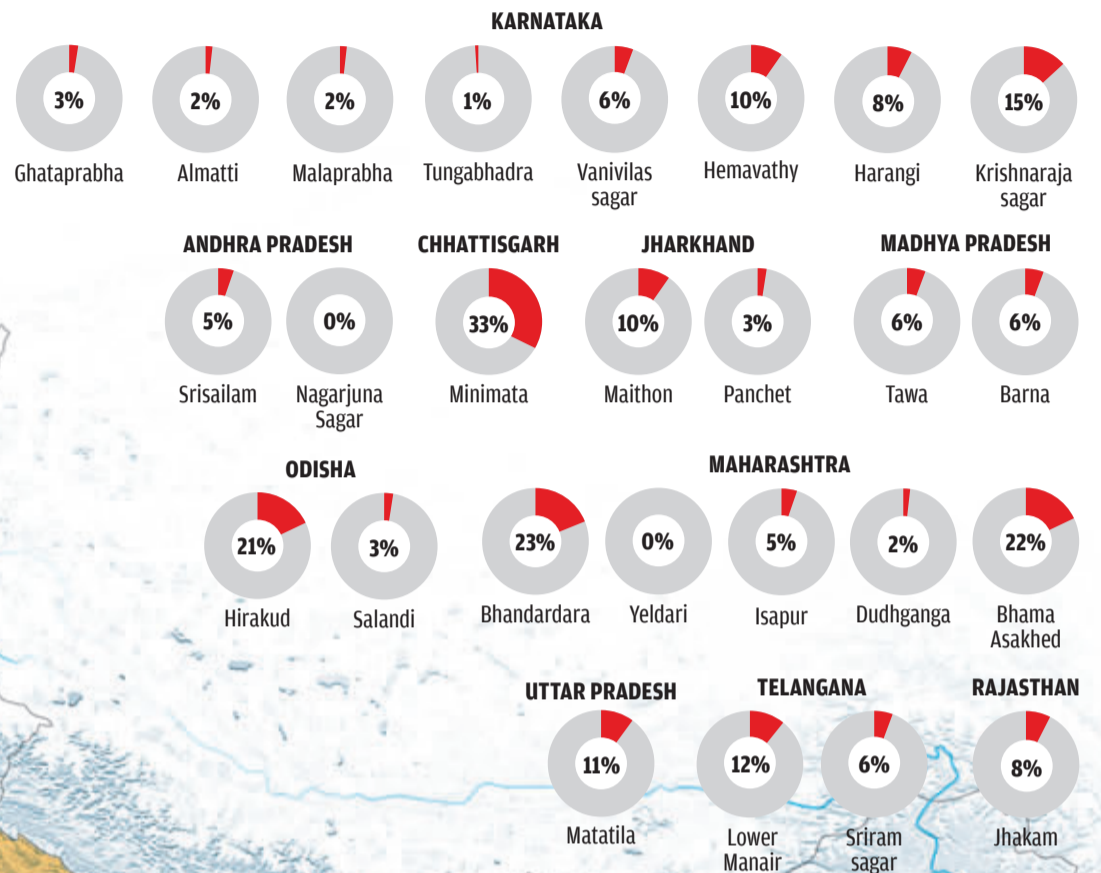 KARNATAKA
3% 2% 2% 1% 6% 10% 8% 15%
Ghataprabha Almatti Malaprabha Tungabhadra Vanivilas Hemavathy Harangi Krishnaraja
sagar sagar
ANDHRA PRADESH CHHATTISGARH JHARKHAND MADHYA PRADESH
5% 0% 33% 10% 3% 6% 6%
Srisailam Nagarjuna Minimata Maithon Panchet Tawa Barna
Sagar
ODISHA MAHARASHTRA
21% 3% 23% 0% 5% 2% 22%
Hirakud Salandi Bhandardara Yeldari Isapur Dudhganga Bhama
Asakhed
UTTAR PRADESH TELANGANA RAJASTHAN
11% 12% 6% 8%
Matatila Lower Sriram Jhakam
Manair sagar